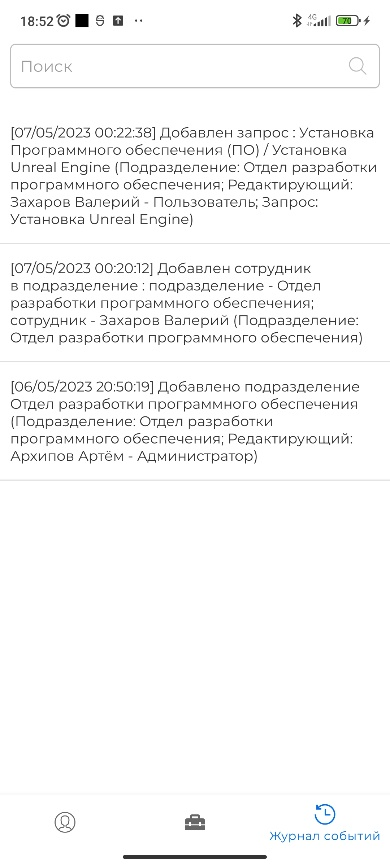 18:52
4G
70
Поиск
[07/05/2023 00:22:38] Добавлен запрос : Установка
Программного обеспечения (ПО) / Установка
Unreal Engine (Подразделение: Отдел разработки
программного обеспечения; Редактирующий:
Захаров Валерий - Пользователь; Запрос:
Установка Unreal Engine)
[07/05/2023 00:20:12] Добавлен сотрудник
в подразделение : подразделение - Отдел
разработки программного обеспечения;
сотрудник - Захаров Валерий (Подразделение:
Отдел разработки программного обеспечения)
[06/05/2023 20:50:19] Добавлено подразделение
Отдел разработки программного обеспечения
(Подразделение: Отдел разработки
программного обеспечения; Редактирующий:
Архипов Артём - Администратор)
Журнал событий